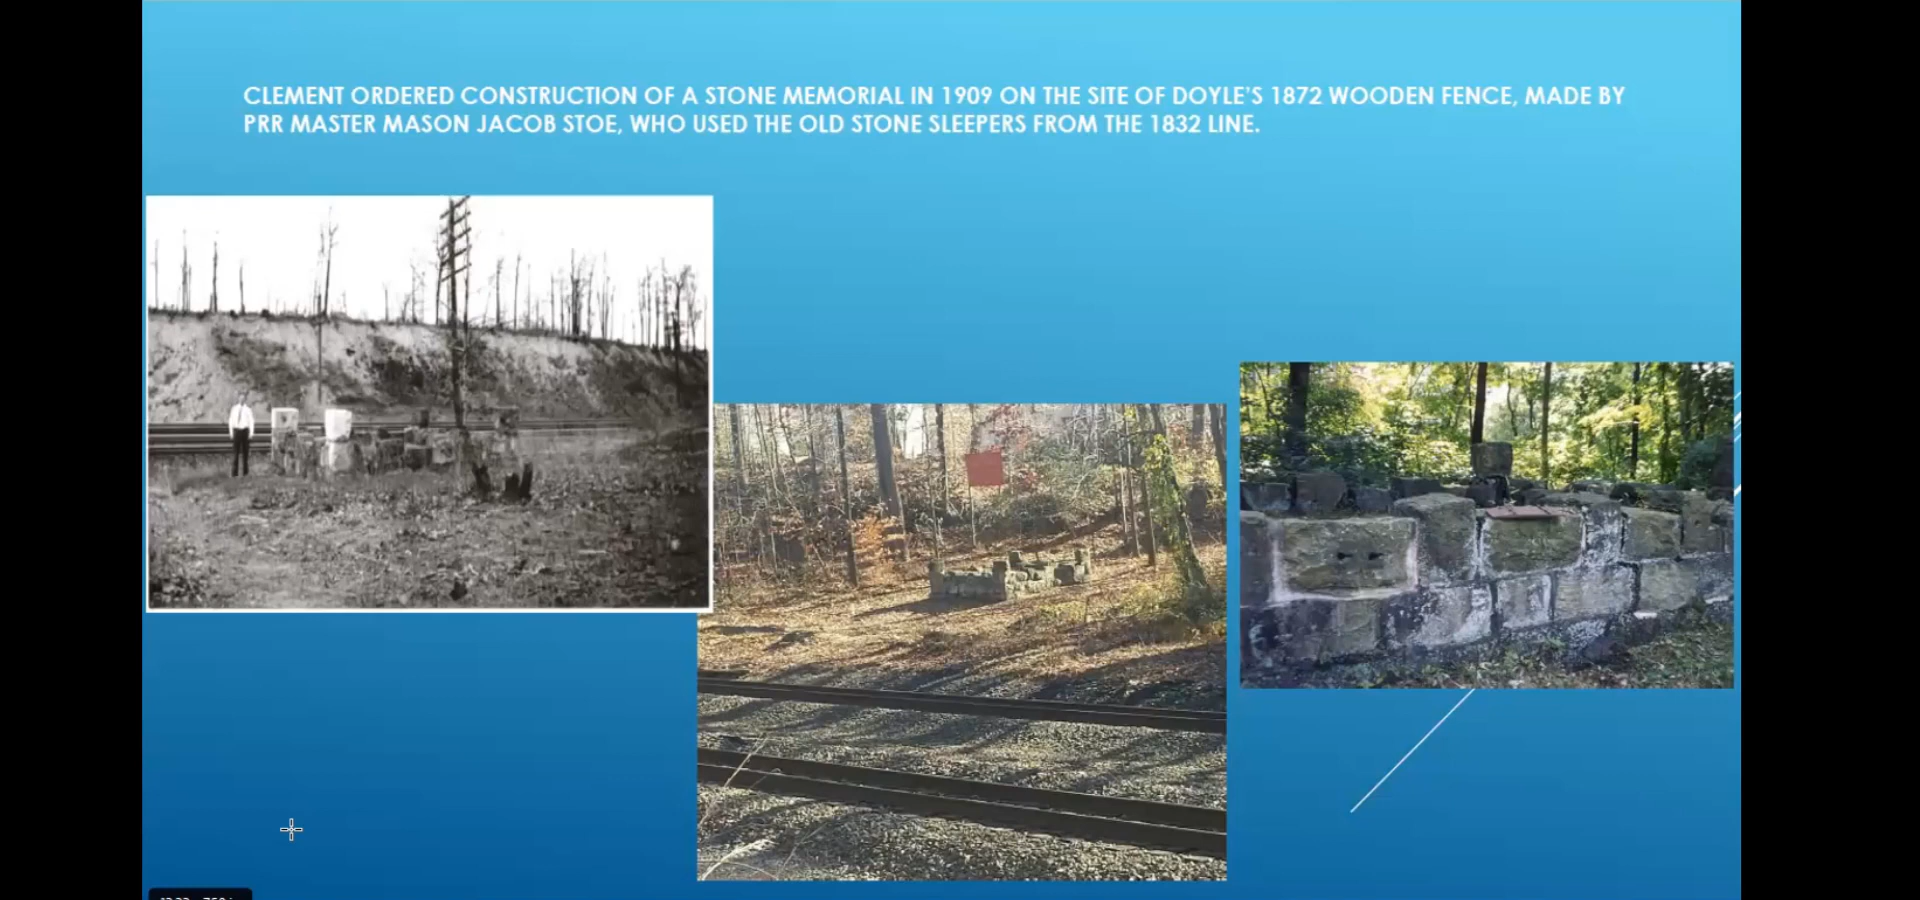 CLEMENT ORDERED CONSTRUCTION OF A STONE MEMORIAL IN 1909 ON THE SITE OF DOYLE'S 1872 WOODEN FENCE, MADE BY
PRR MASTER MASON JACOB STOE, WHO USED THE OLD STONE SLEEPERS FROM THE 1832 LINE.